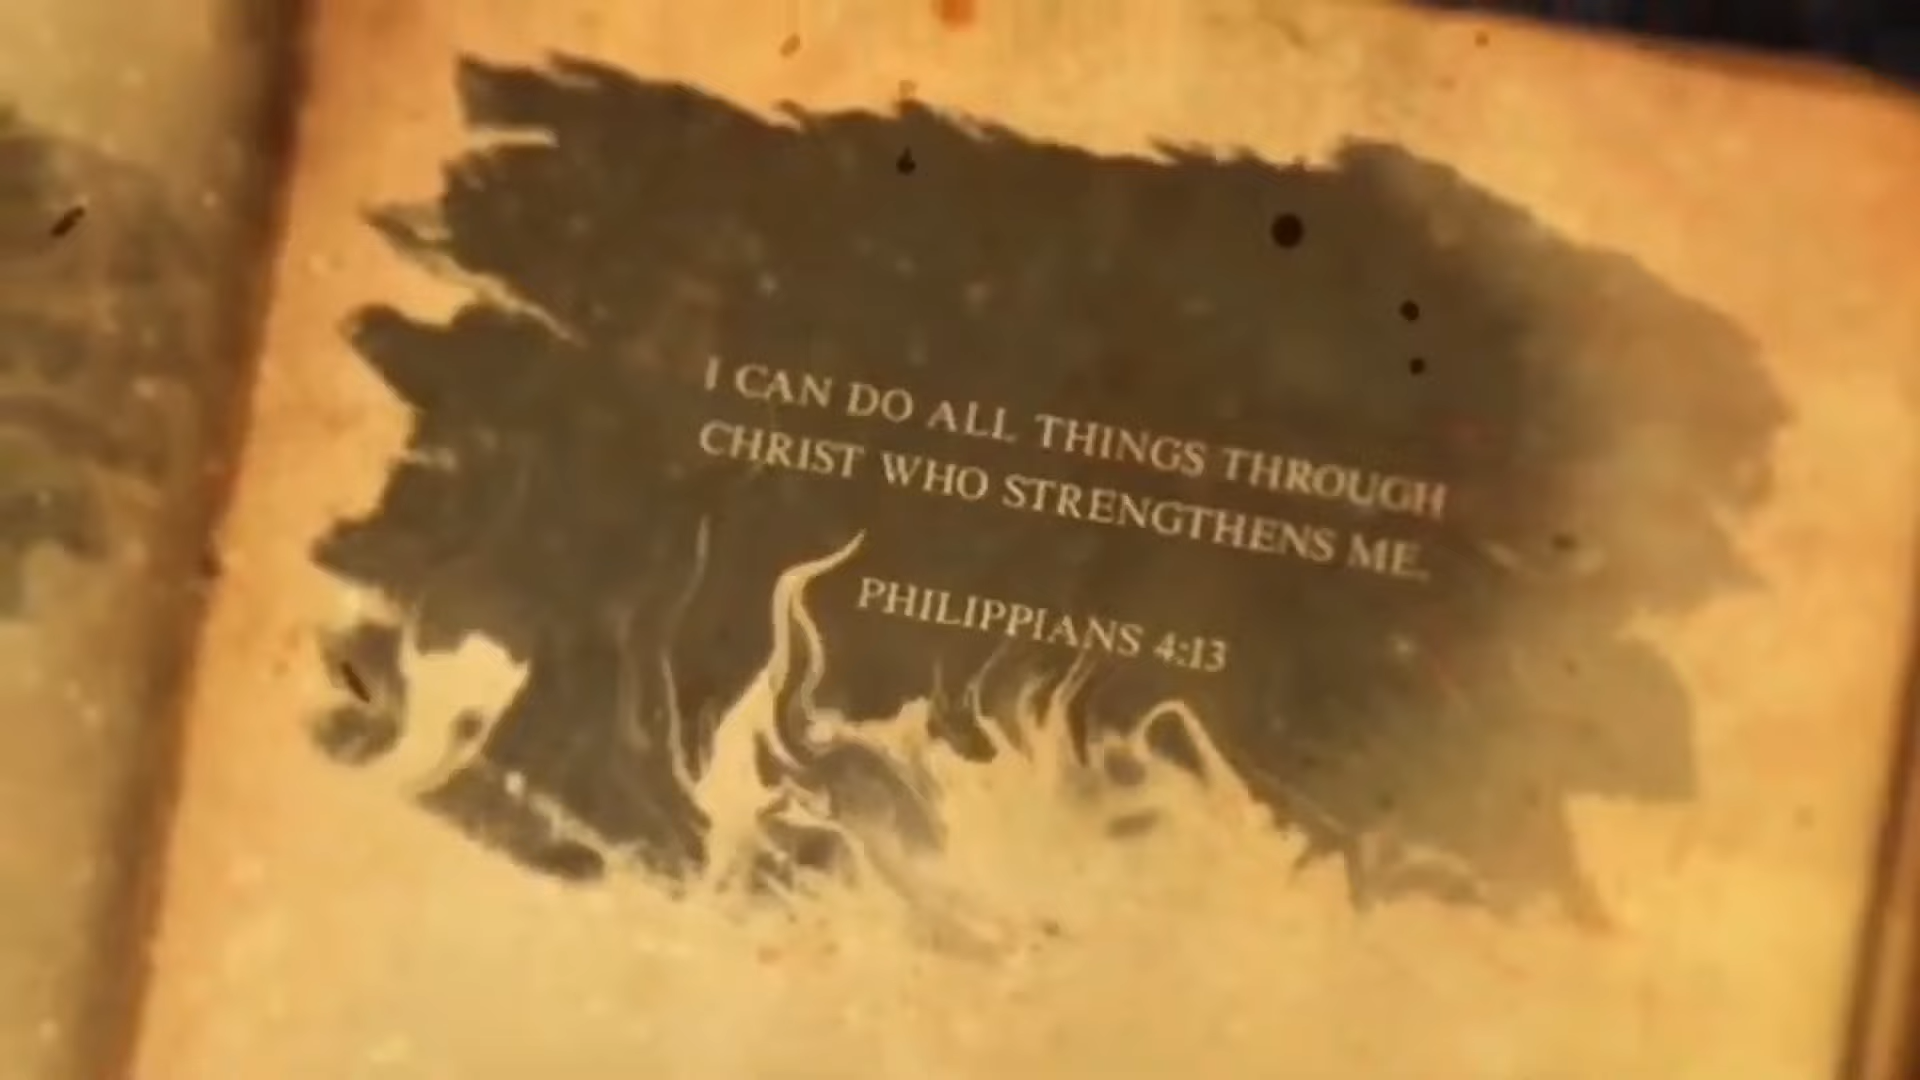 I CAN DO ALL THINGS THROUGH
CHRIST WHO STRENGTHENS ME.
PHILIPPIANS 4:13